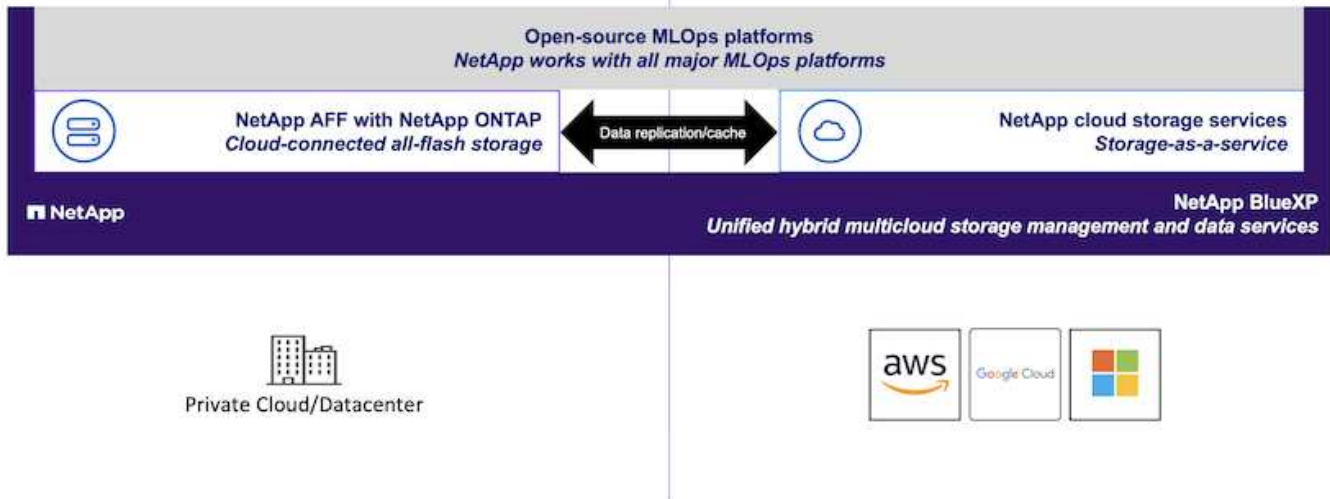 Open-source MLOps platforms
NetApp works with all major MLOps platforms
NetApp AFF with NetApp ONTAP
Cloud-connected all-flash storage
Data replication/cache
NetApp cloud storage services
Storage-as-a-service
NetApp
NetApp BlueXP
Unified hybrid multicloud storage management and data services
Private Cloud/Datacenter
aws
Google Cloud